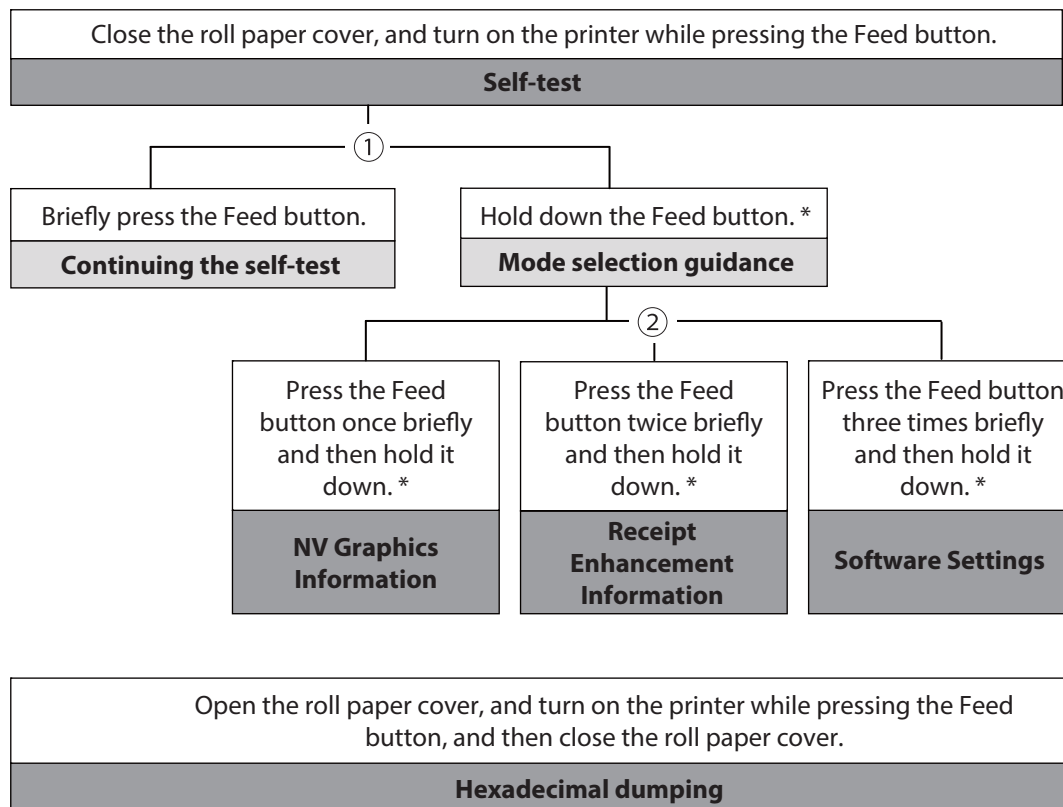 Close the roll paper cover, and turn on the printer while pressing the Feed button.
Self-test
1
Briefly press the Feed button.
Continuing the self-test
Hold down the Feed button. *
Mode selection guidance
2
Press the Feed
button once briefly
and then hold it
down. *
NV Graphics
Information
Press the Feed
button twice briefly
and then hold it
down. *
Receipt
Enhancement
Information
Press the Feed button
three times briefly
and then hold it
down. *
Software Settings
Open the roll paper cover, and turn on the printer while pressing the Feed
button, and then close the roll paper cover.
Hexadecimal dumping